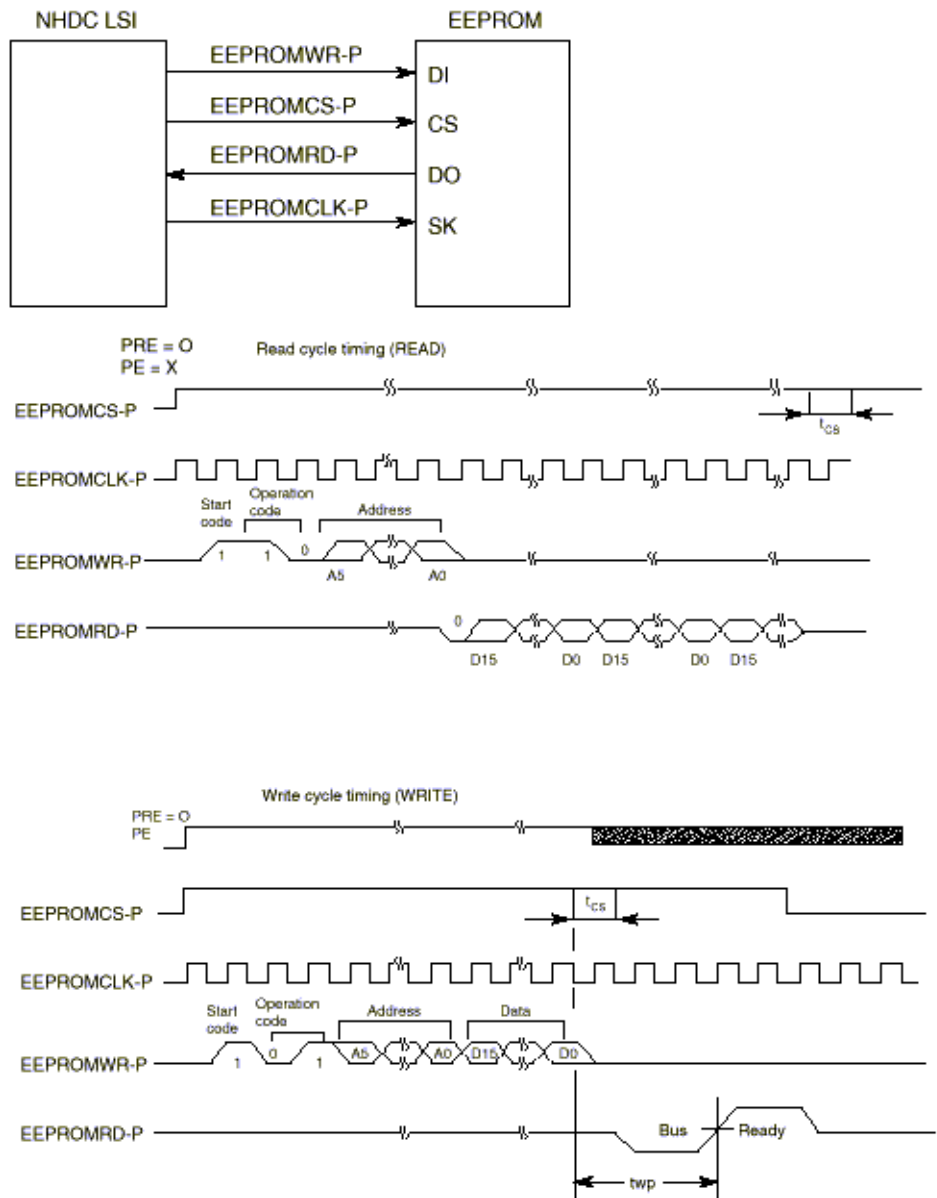 NHDC LSI EEPROM
EEPROMWR-P DI
EEPROMCS-P CS
EEPROMRD-P DO
EEPROMCLK-P SK
PRE = O Read cycle timing (READ)
PE = X
EEPROMCS-P
tCS
EEPROMCLK-P
Start code Operation code Address
EEPROMWR-P 1 1 0
A5 A0
EEPROMRD-P 0
D15 D0 D15 D0 D15
Write cycle timing (WRITE)
PRE = O
PE
EEPROMCS-P tCS
EEPROMCLK-P
Start code Operation code Address Data
EEPROMWR-P 1 0 1 A5 A0 D15 D0
EEPROMRD-P Bus Ready
twp